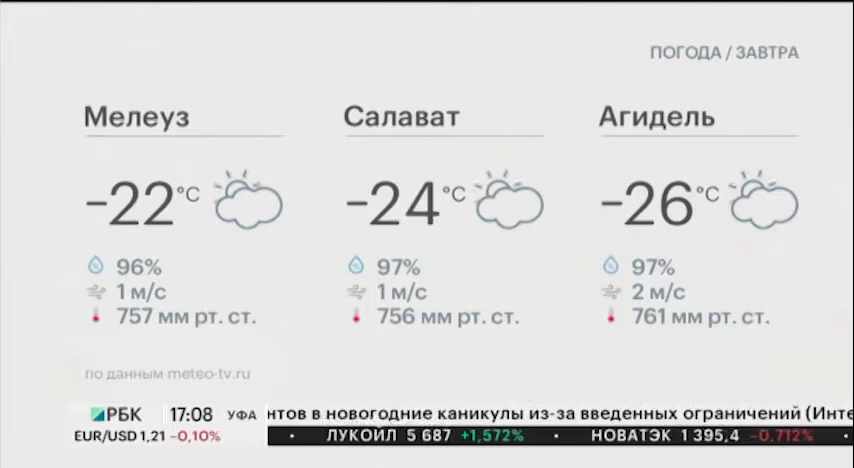 ПОГОДА / ЗАВТРА
Мелеуз Салават Агидель
-22°C -24°C -26°C
96% 97% 97%
1 м/с 1 м/с 2 м/с
757 мм рт. ст. 756 мм рт. ст. 761 мм рт. ст.
по данным meteo-tv.ru
РБК 17:08 УФА нтов в новогодние каникулы из-за введенных ограничений (Инте
EUR/USD 1,21 -0,10% • ЛУКОЙЛ 5 687 +1,572% • НОВАТЭК 1 395,4 -0,712% •